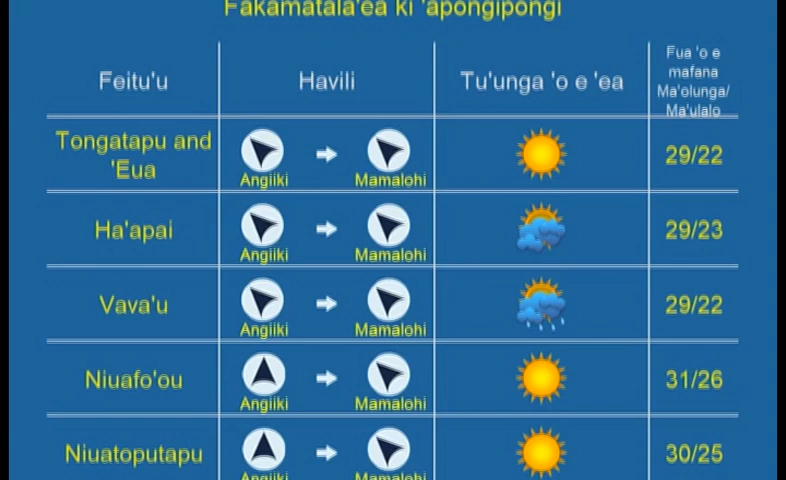 Fakamatala'ea ki 'apongipongi
Feitu'u
Havili
Tu'unga 'o e 'ea
Fua 'o e
mafana
Ma'olunga/
Ma'ulalo
Tongatapu and
'Eua
Angiiki
Mamalohi
29/22
Ha'apai
Angiiki
Mamalohi
29/23
Vava'u
Angiiki
Mamalohi
29/22
Niuafo'ou
Angiiki
Mamalohi
31/26
Niuatoputapu
Angiiki
Mamalohi
30/25